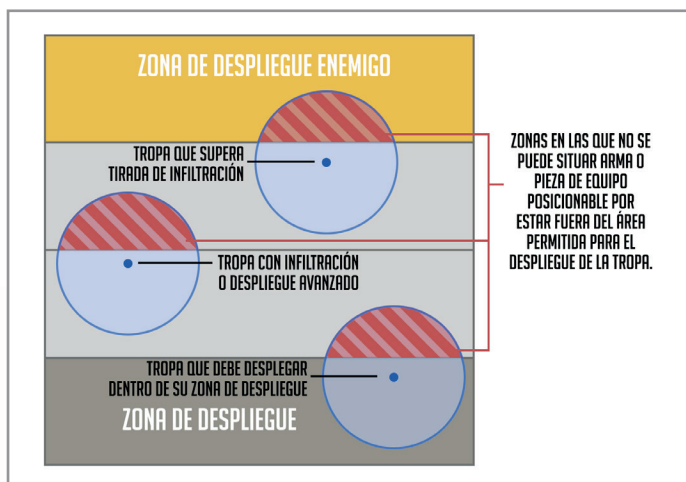 ZONA DE DESPLIEGUE ENEMIGO
TROPA QUE SUPERA
TIRADA DE INFILTRACIÓN
ZONAS EN LAS QUE NO SE
PUEDE SITUAR ARMA O
PIEZA DE EQUIPO
POSICIONABLE POR
ESTAR FUERA DEL ÁREA
PERMITIDA PARA EL
DESPLIEGUE DE LA TROPA.
TROPA CON INFILTRACIÓN
O DESPLIEGUE AVANZADO
TROPA QUE DEBE DESPLEGAR
DENTRO DE SU ZONA DE DESPLIEGUE
ZONA DE DESPLIEGUE